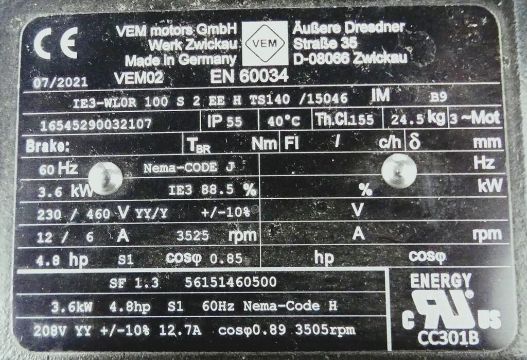 CE VEM motors GmbH Äußere Dresdner
Werk Zwickau VEM Straße 35
Made in Germany D-08066 Zwickau
07/2021 VEM02 EN 60034
IE3-WLOR 100 S 2 EE H TS140 /15046 IM B9
16545290032107 IP 55 40°C Th.Cl.155 24.5 kg 3~Mot
Brake: TBR Nm Fl / c/h δ mm
60 Hz Nema-CODE J Hz
3.6 kW IE3 88.5 % % kW
230 / 460 V YY/Y +/-10% V
12 / 6 A 3525 rpm A rpm
4.8 hp S1 cosφ 0.85 hp cosφ
SF 1.3 56151460500
3.6kW 4.8hp S1 60Hz Nema-Code H
208V YY +/-10% 12.7A cosφ0.89 3505rpm
ENERGY
C RU US
CC301B